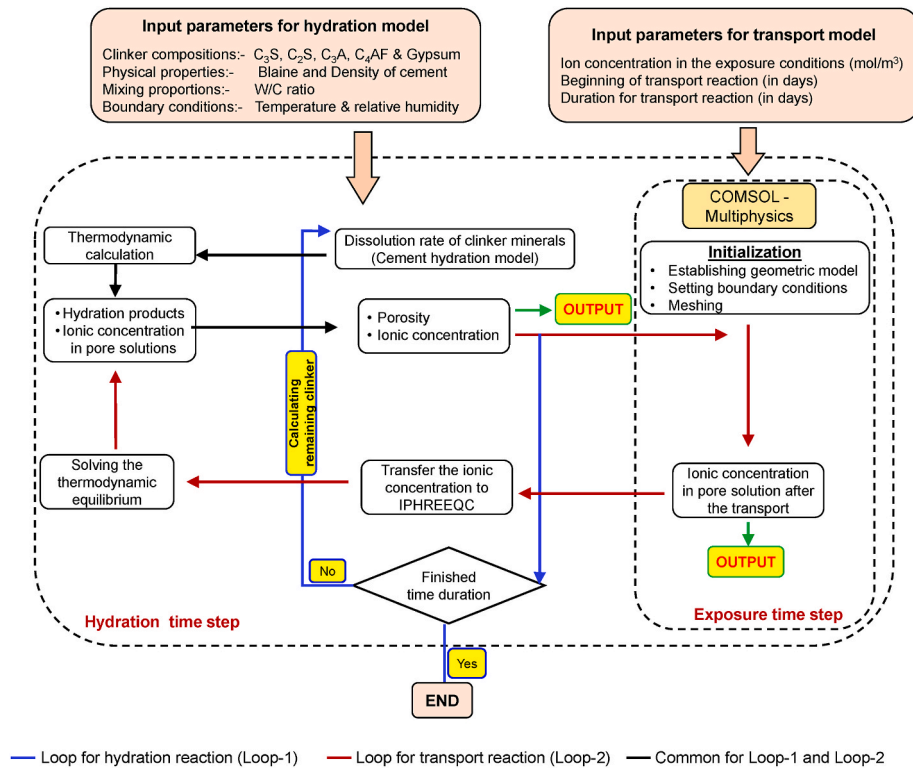 Input parameters for hydration model
Clinker compositions:- C₃S, C₂S, C₃A, C₄AF & Gypsum
Physical properties:- Blaine and Density of cement
Mixing proportions:- W/C ratio
Boundary conditions:- Temperature & relative humidity
Input parameters for transport model
Ion concentration in the exposure conditions (mol/m³)
Beginning of transport reaction (in days)
Duration for transport reaction (in days)
COMSOL -
Multiphysics
Thermodynamic
calculation
Dissolution rate of clinker minerals
(Cement hydration model)
Initialization
• Establishing geometric model
• Setting boundary conditions
• Meshing
• Hydration products
• Ionic concentration
in pore solutions
• Porosity
• Ionic concentration
OUTPUT
Calculating
remaining clinker
Solving the
thermodynamic
equilibrium
Transfer the ionic
concentration to
IPHREEQC
Ionic concentration
in pore solution after
the transport
OUTPUT
No
Finished
time duration
Hydration time step
Exposure time step
Yes
END
Loop for hydration reaction (Loop-1)
Loop for transport reaction (Loop-2)
Common for Loop-1 and Loop-2